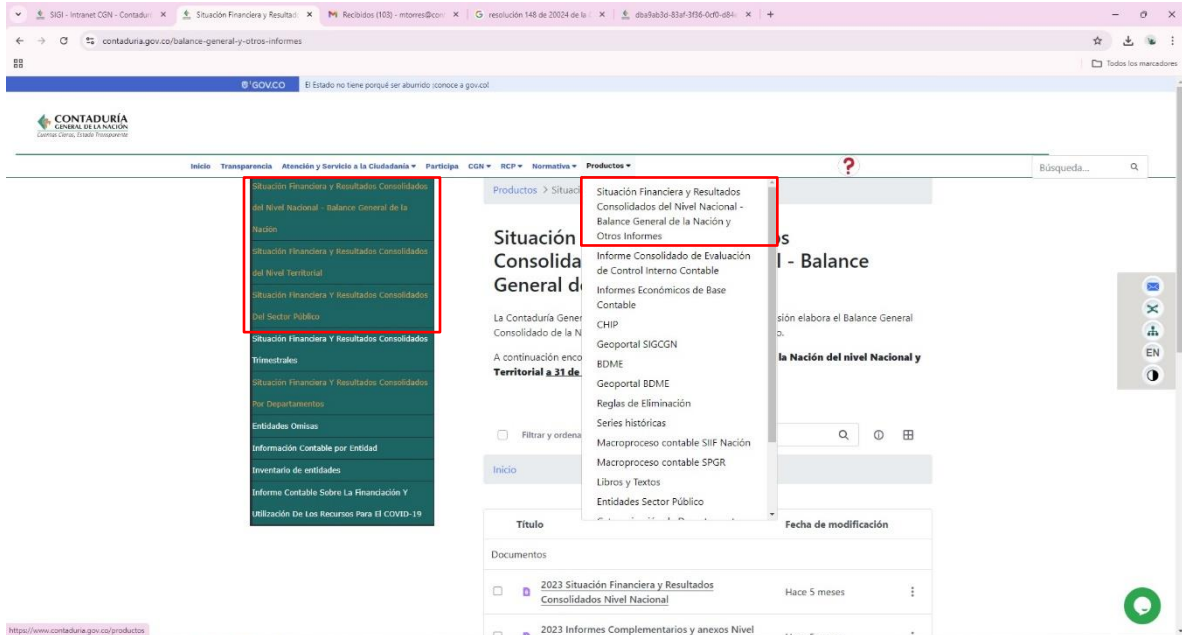 SIGI - Intranet CGN - Contadurí
Situación Financiera y Resultad
Recibidos (103) - mtorres@con
resolución 148 de 20024 de la
dba9ab3d-83af-3f36-0cf0-d84
contaduria.gov.co/balance-general-y-otros-informes
Todos los marcadores
GOV.CO El Estado no tiene porqué ser aburrido ¡conoce a gov.co!
CONTADURÍA
GENERAL DE LA NACIÓN
Cuentas Claras, Estado Transparente
Inicio Transparencia Atención y Servicio a la Ciudadanía Participa CGN RCP Normativa Productos
?
Búsqueda...
Situación Financiera y Resultados Consolidados
del Nivel Nacional - Balance General de la
Nación
Situación Financiera y Resultados Consolidados
del Nivel Territorial
Situación Financiera Y Resultados Consolidados
Del Sector Público
Situación Financiera Y Resultados Consolidados
Trimestrales
Situación Financiera Y Resultados Consolidados
Por Departamentos
Entidades Omisas
Información Contable por Entidad
Inventario de entidades
Informe Contable Sobre La Financiación Y
Utilización De Los Recursos Para El COVID-19
Productos > Situaci
Situación Financiera y Resultados
Consolidados del Nivel Nacional -
Balance General de la Nación y
Otros Informes
Informe Consolidado de Evaluación
de Control Interno Contable
Informes Económicos de Base
Contable
CHIP
Geoportal SIGCGN
BDME
Geoportal BDME
Reglas de Eliminación
Series históricas
Macroproceso contable SIIF Nación
Macroproceso contable SPGR
Libros y Textos
Entidades Sector Público
Situación os
Consolida l - Balance
General d
La Contaduría Gener sión elabora el Balance General
Consolidado de la N o.
A continuación enco la Nación del nivel Nacional y
Territorial a 31 de
EN
Filtrar y ordena
Inicio
Título Fecha de modificación
Documentos
2023 Situación Financiera y Resultados
Consolidados Nivel Nacional
Hace 5 meses
2023 Informes Complementarios y anexos Nivel
https://www.contaduria.gov.co/productos